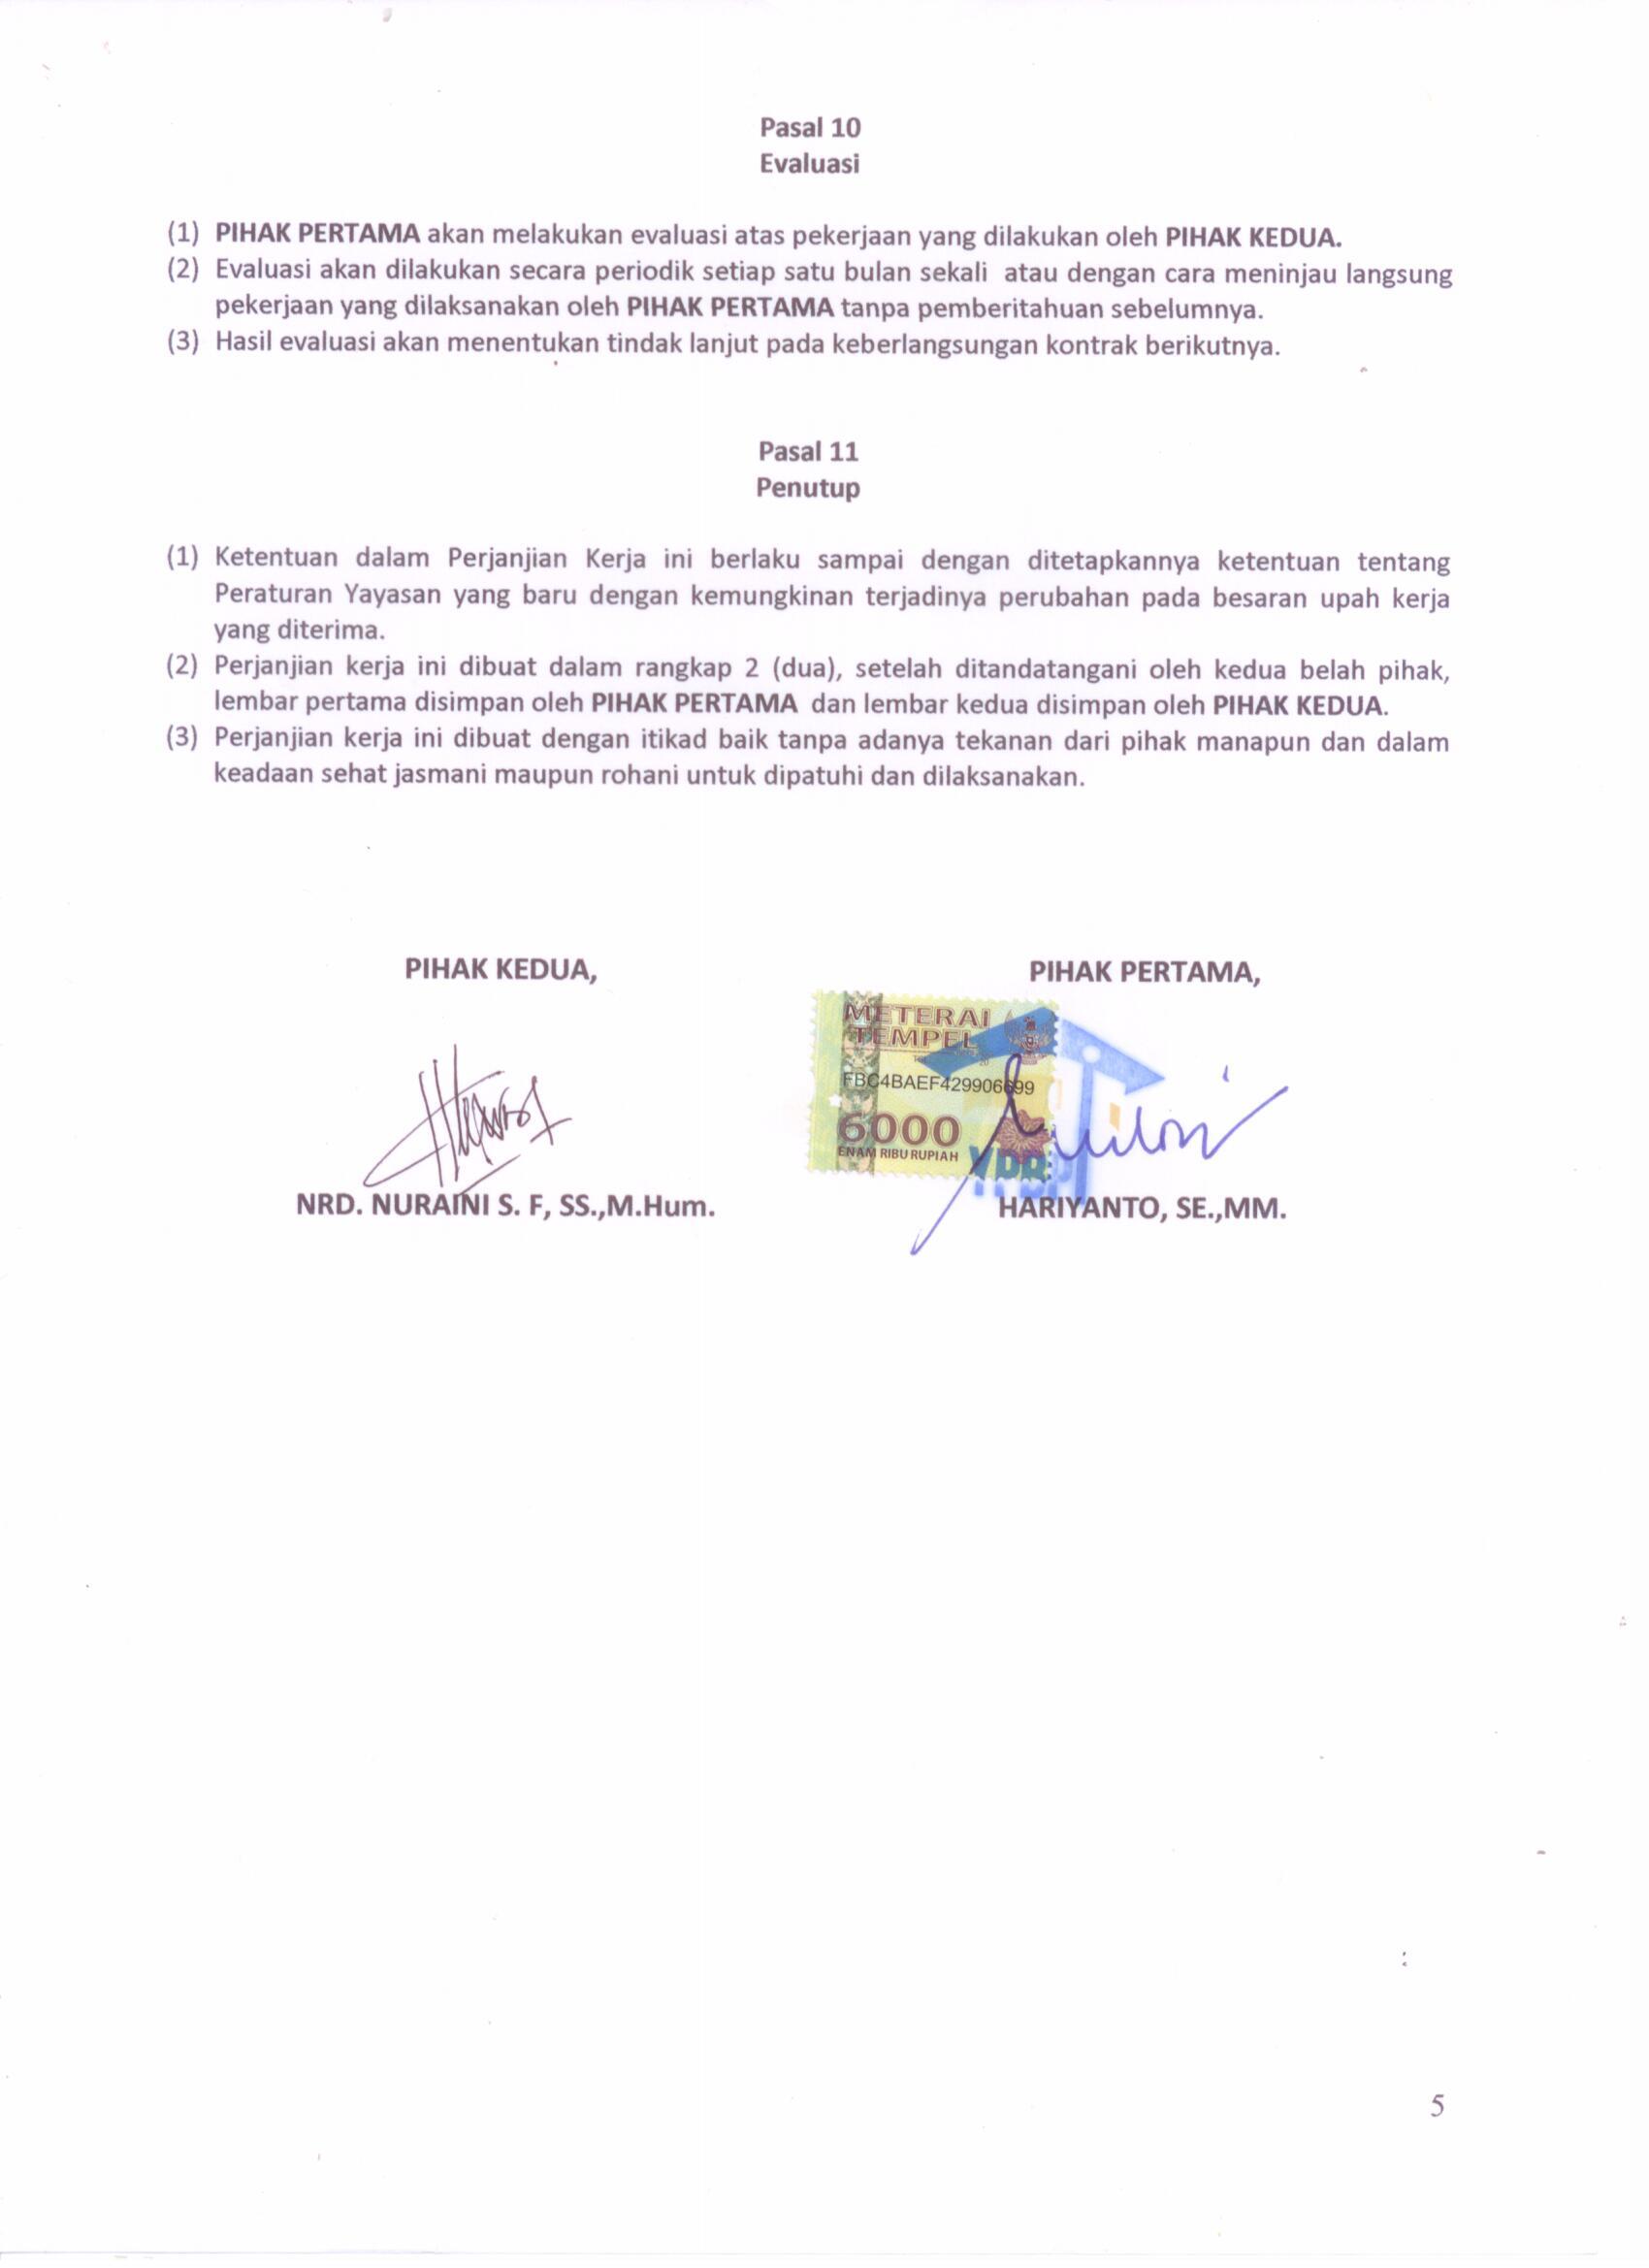 Pasal 10
Evaluasi
(1) PIHAK PERTAMA akan melakukan evaluasi atas pekerjaan yang dilakukan oleh PIHAK KEDUA.
(2) Evaluasi akan dilakukan secara periodik setiap satu bulan sekali atau dengan cara meninjau langsung
pekerjaan yang dilaksanakan oleh PIHAK PERTAMA tanpa pemberitahuan sebelumnya.
(3) Hasil evaluasi akan menentukan tindak lanjut pada keberlangsungan kontrak berikutnya.
Pasal 11
Penutup
(1) Ketentuan dalam Perjanjian Kerja ini berlaku sampai dengan ditetapkannya ketentuan tentang
Peraturan Yayasan yang baru dengan kemungkinan terjadinya perubahan pada besaran upah kerja
yang diterima.
(2) Perjanjian kerja ini dibuat dalam rangkap 2 (dua), setelah ditandatangani oleh kedua belah pihak,
lembar pertama disimpan oleh PIHAK PERTAMA dan lembar kedua disimpan oleh PIHAK KEDUA.
(3) Perjanjian kerja ini dibuat dengan itikad baik tanpa adanya tekanan dari pihak manapun dan dalam
keadaan sehat jasmani maupun rohani untuk dipatuhi dan dilaksanakan.
PIHAK KEDUA,
PIHAK PERTAMA,
METERAI
TEMPEL
FBC4BAEF429906699
6000
ENAM RIBU RUPIAH
NRD. NURAINI S. F, SS.,M.Hum.
HARIYANTO, SE.,MM.
5